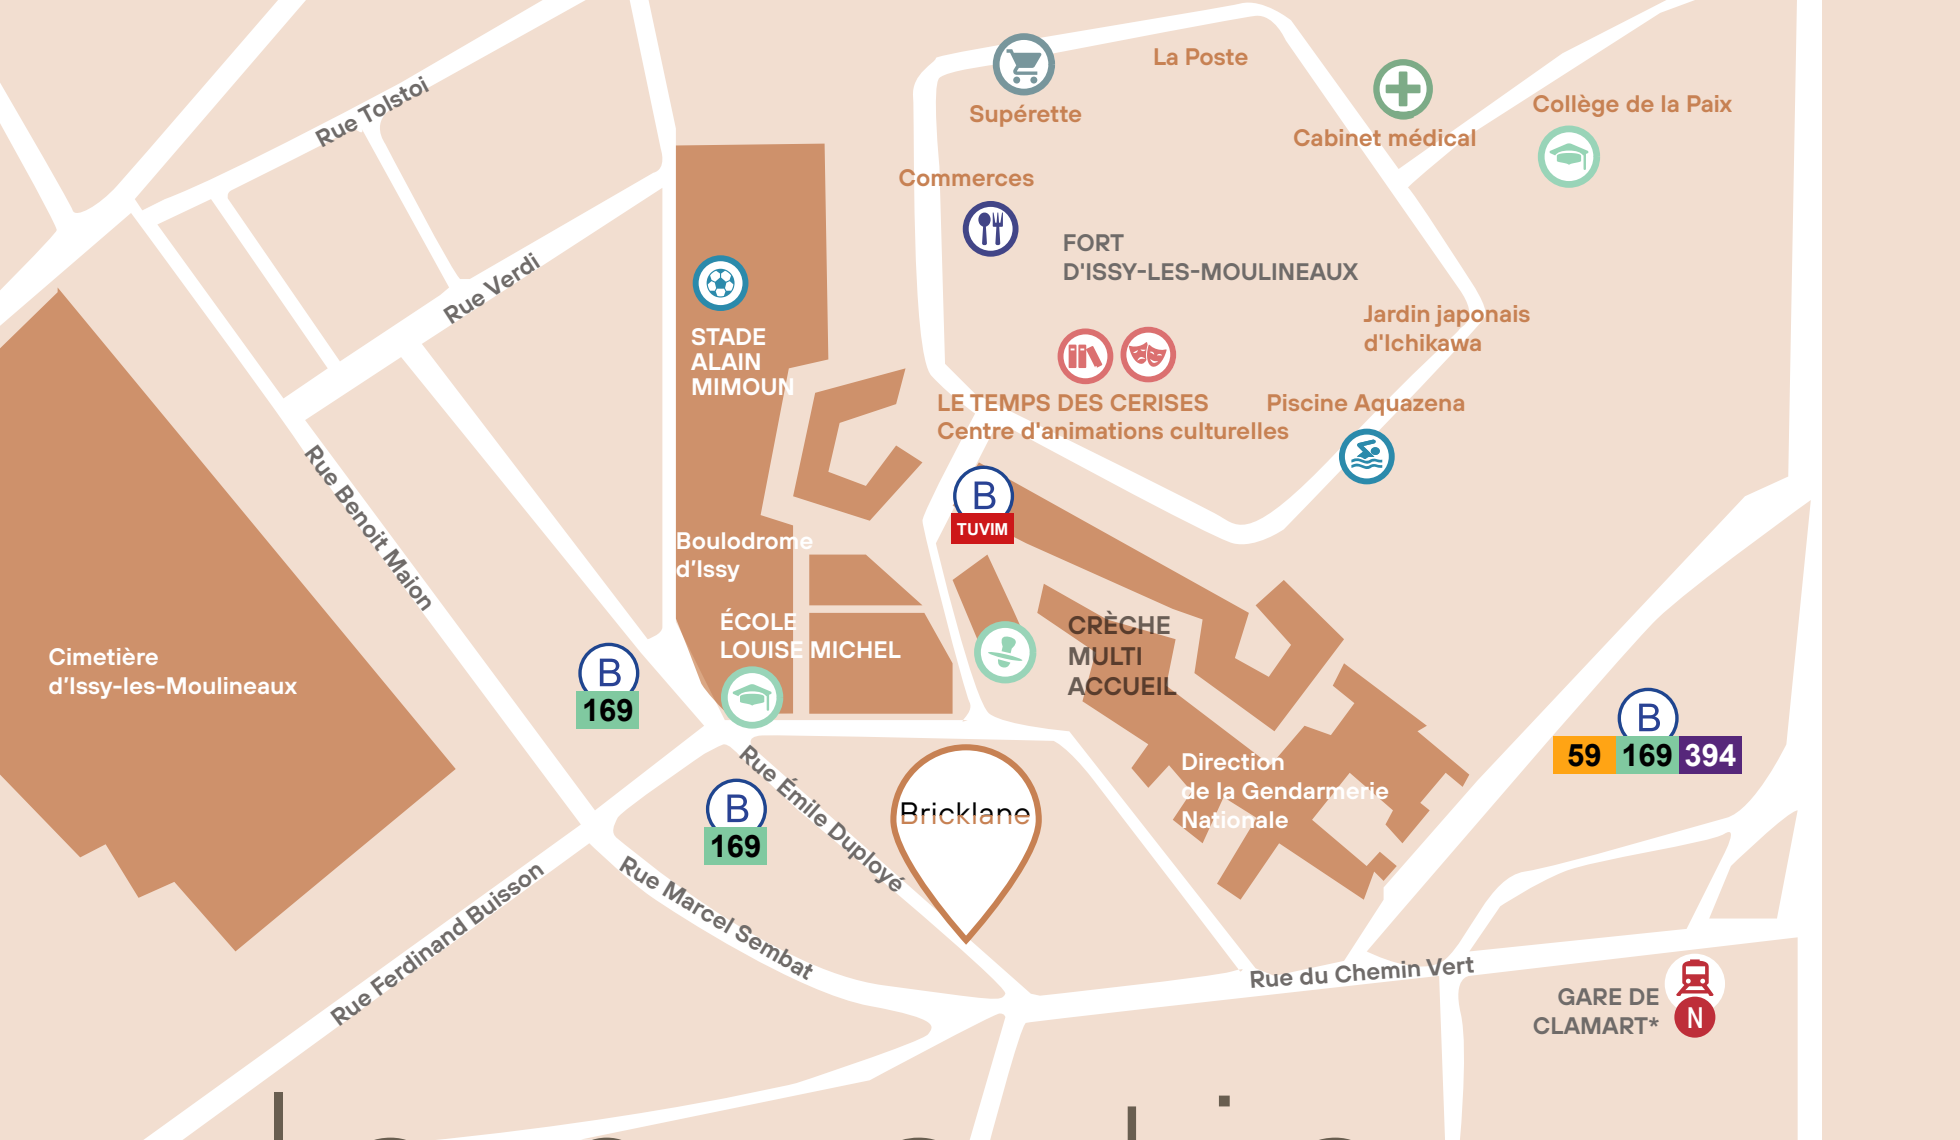 La Poste
Supérette
Cabinet médical
Collège de la Paix
Rue Tolstoi
Commerces
FORT
D'ISSY-LES-MOULINEAUX
Rue Verdi
STADE
ALAIN
MIMOUN
Jardin japonais
d'Ichikawa
LE TEMPS DES CERISES
Centre d'animations culturelles
Piscine Aquazena
Rue Benoit Maion
B
TUVIM
Boulodrome
d’Issy
ÉCOLE
LOUISE MICHEL
CRÈCHE
MULTI
ACCUEIL
Cimetière
d’Issy-les-Moulineaux
B
169
B
59 169 394
Rue Émile Duployé
Direction
de la Gendarmerie
Nationale
B
169
Bricklane
Rue Marcel Sembat
Rue Ferdinand Buisson
Rue du Chemin Vert
GARE DE
CLAMART*
N